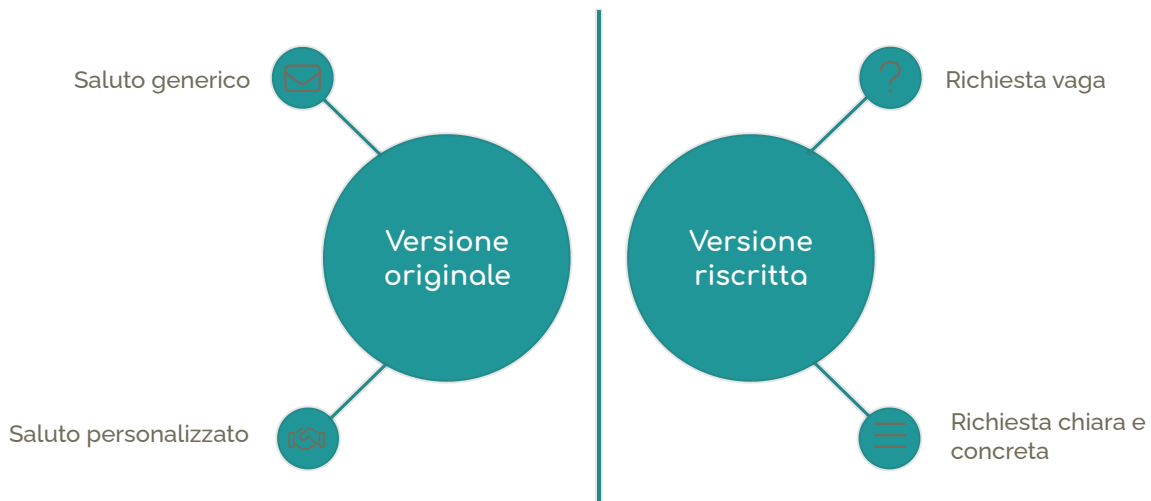 Saluto generico
Versione
originale
Saluto personalizzato
Richiesta vaga
Versione
riscritta
Richiesta chiara e
concreta